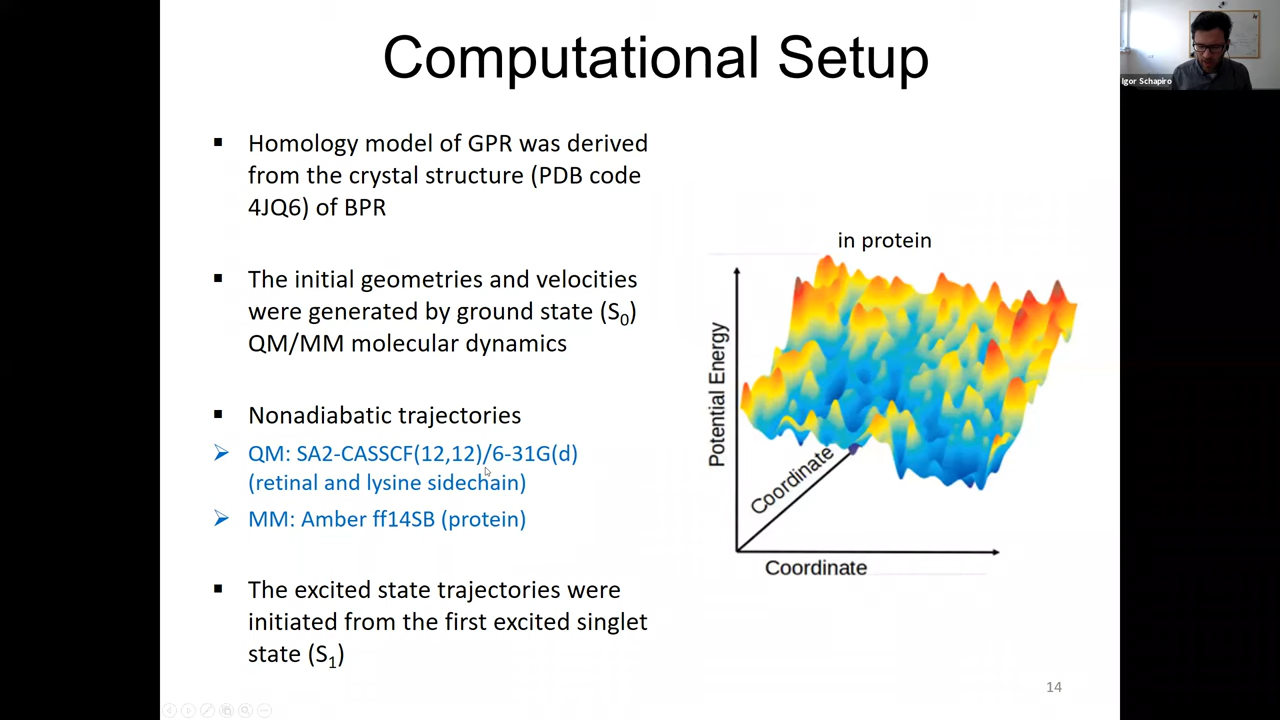 Computational Setup
Igor Schapiro
▪ Homology model of GPR was derived
from the crystal structure (PDB code
4JQ6) of BPR
▪ The initial geometries and velocities
were generated by ground state (S₀)
QM/MM molecular dynamics
▪ Nonadiabatic trajectories
➢ QM: SA2-CASSCF(12,12)/6-31G(d)
(retinal and lysine sidechain)
➢ MM: Amber ff14SB (protein)
▪ The excited state trajectories were
initiated from the first excited singlet
state (S₁)
in protein
Potential Energy
Coordinate
Coordinate
14